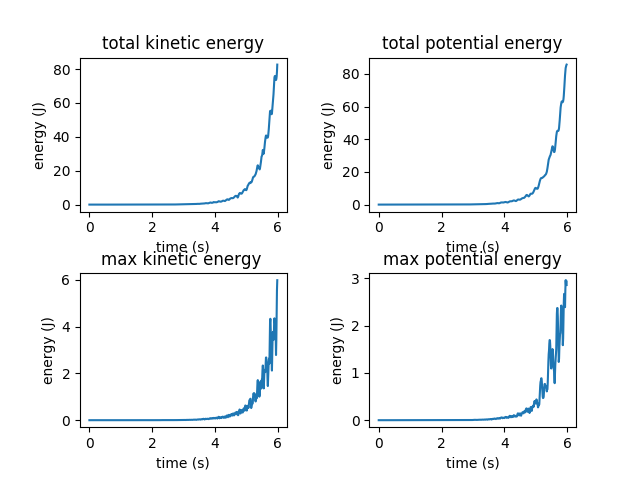 total kinetic energy
80
60
40
20
0
energy (J)
0 2 4 6
time (s)
total potential energy
80
60
40
20
0
energy (J)
0 2 4 6
time (s)
max kinetic energy
6
4
2
0
energy (J)
0 2 4 6
time (s)
max potential energy
3
2
1
0
energy (J)
0 2 4 6
time (s)